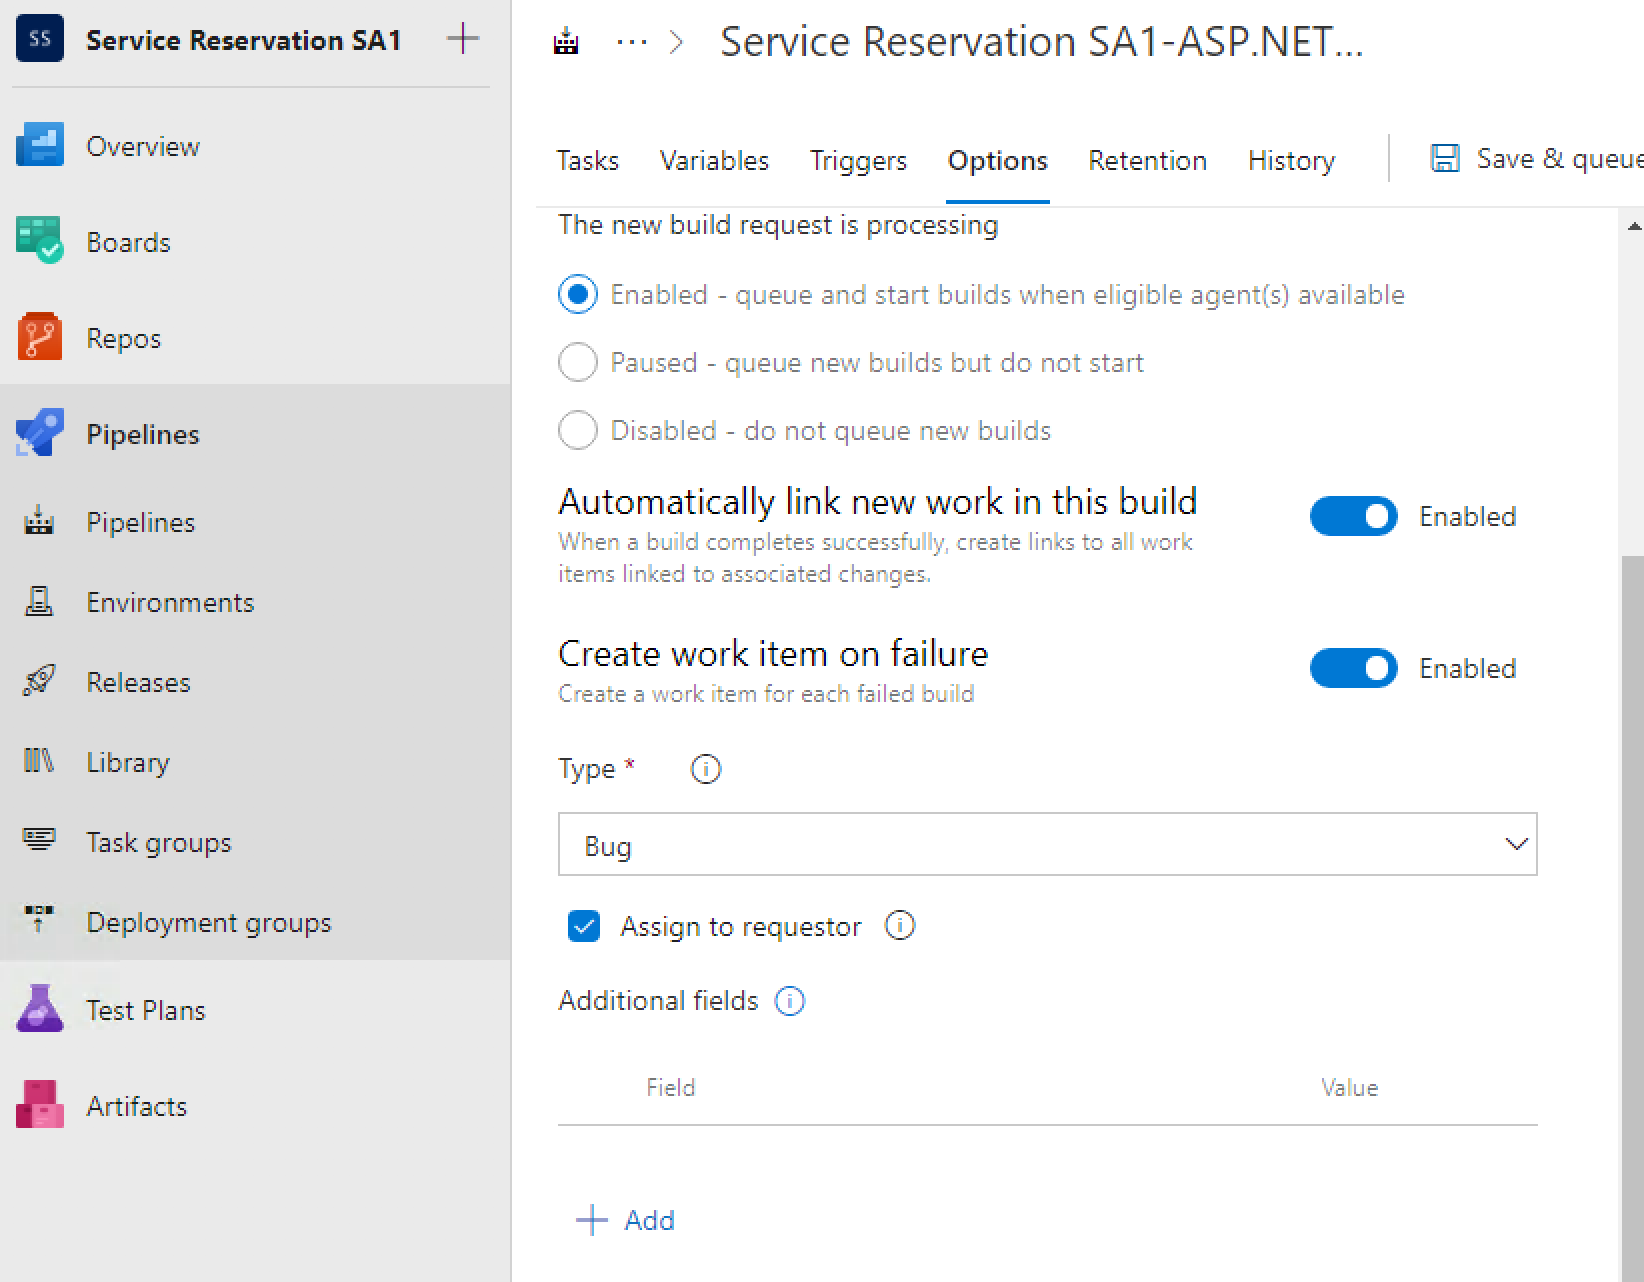 SS
Service Reservation SA1
Overview
Boards
Repos
Pipelines
Pipelines
Environments
Releases
Library
Task groups
Deployment groups
Test Plans
Artifacts
... > Service Reservation SA1-ASP.NET...
Tasks Variables Triggers Options Retention History Save & queue
The new build request is processing
Enabled - queue and start builds when eligible agent(s) available
Paused - queue new builds but do not start
Disabled - do not queue new builds
Automatically link new work in this build
Enabled
When a build completes successfully, create links to all work
items linked to associated changes.
Create work item on failure
Enabled
Create a work item for each failed build
Type *
Bug
Assign to requestor
Additional fields
Field Value
+ Add